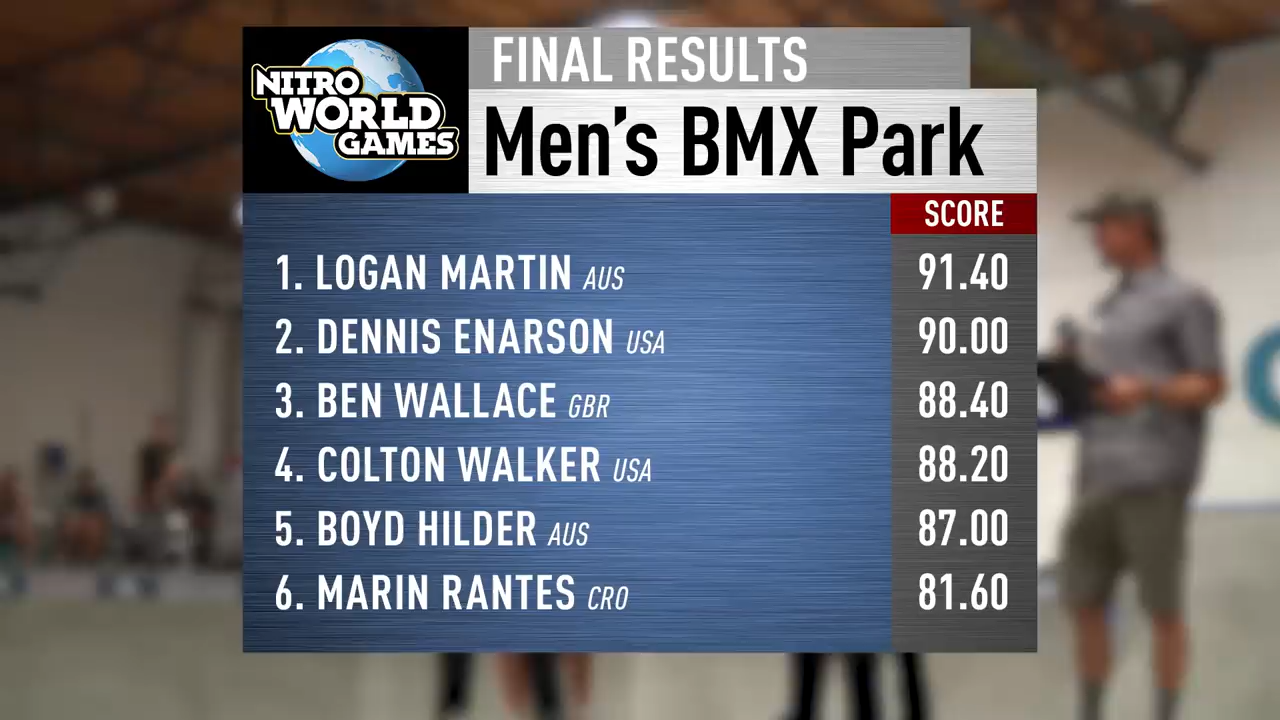 NITRO
WORLD
GAMES
FINAL RESULTS
Men's BMX Park
SCORE
1. LOGAN MARTIN AUS 91.40
2. DENNIS ENARSON USA 90.00
3. BEN WALLACE GBR 88.40
4. COLTON WALKER USA 88.20
5. BOYD HILDER AUS 87.00
6. MARIN RANTES CRO 81.60